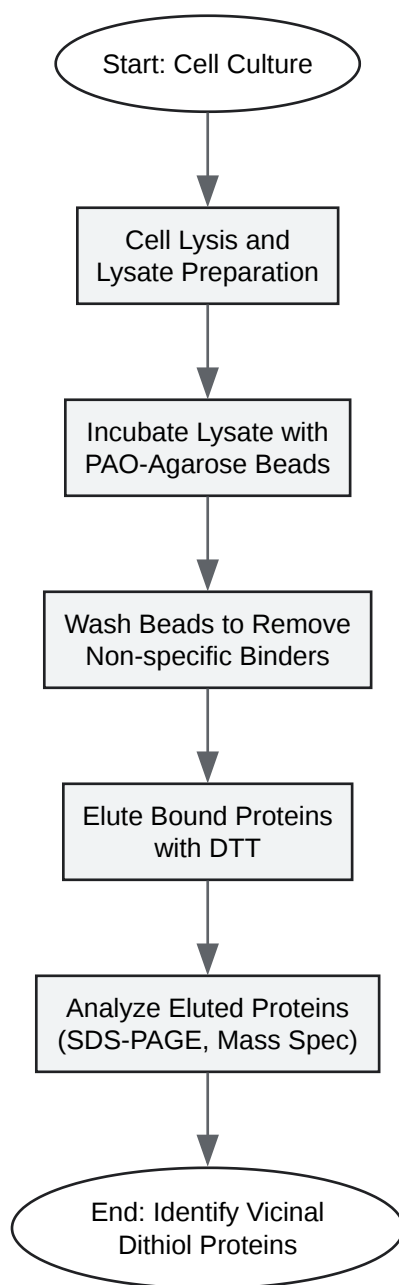 Start: Cell Culture
Cell Lysis and
Lysate Preparation
Incubate Lysate with
PAO-Agarose Beads
Wash Beads to Remove
Non-specific Binders
Elute Bound Proteins
with DTT
Analyze Eluted Proteins
(SDS-PAGE, Mass Spec)
End: Identify Vicinal
Dithiol Proteins